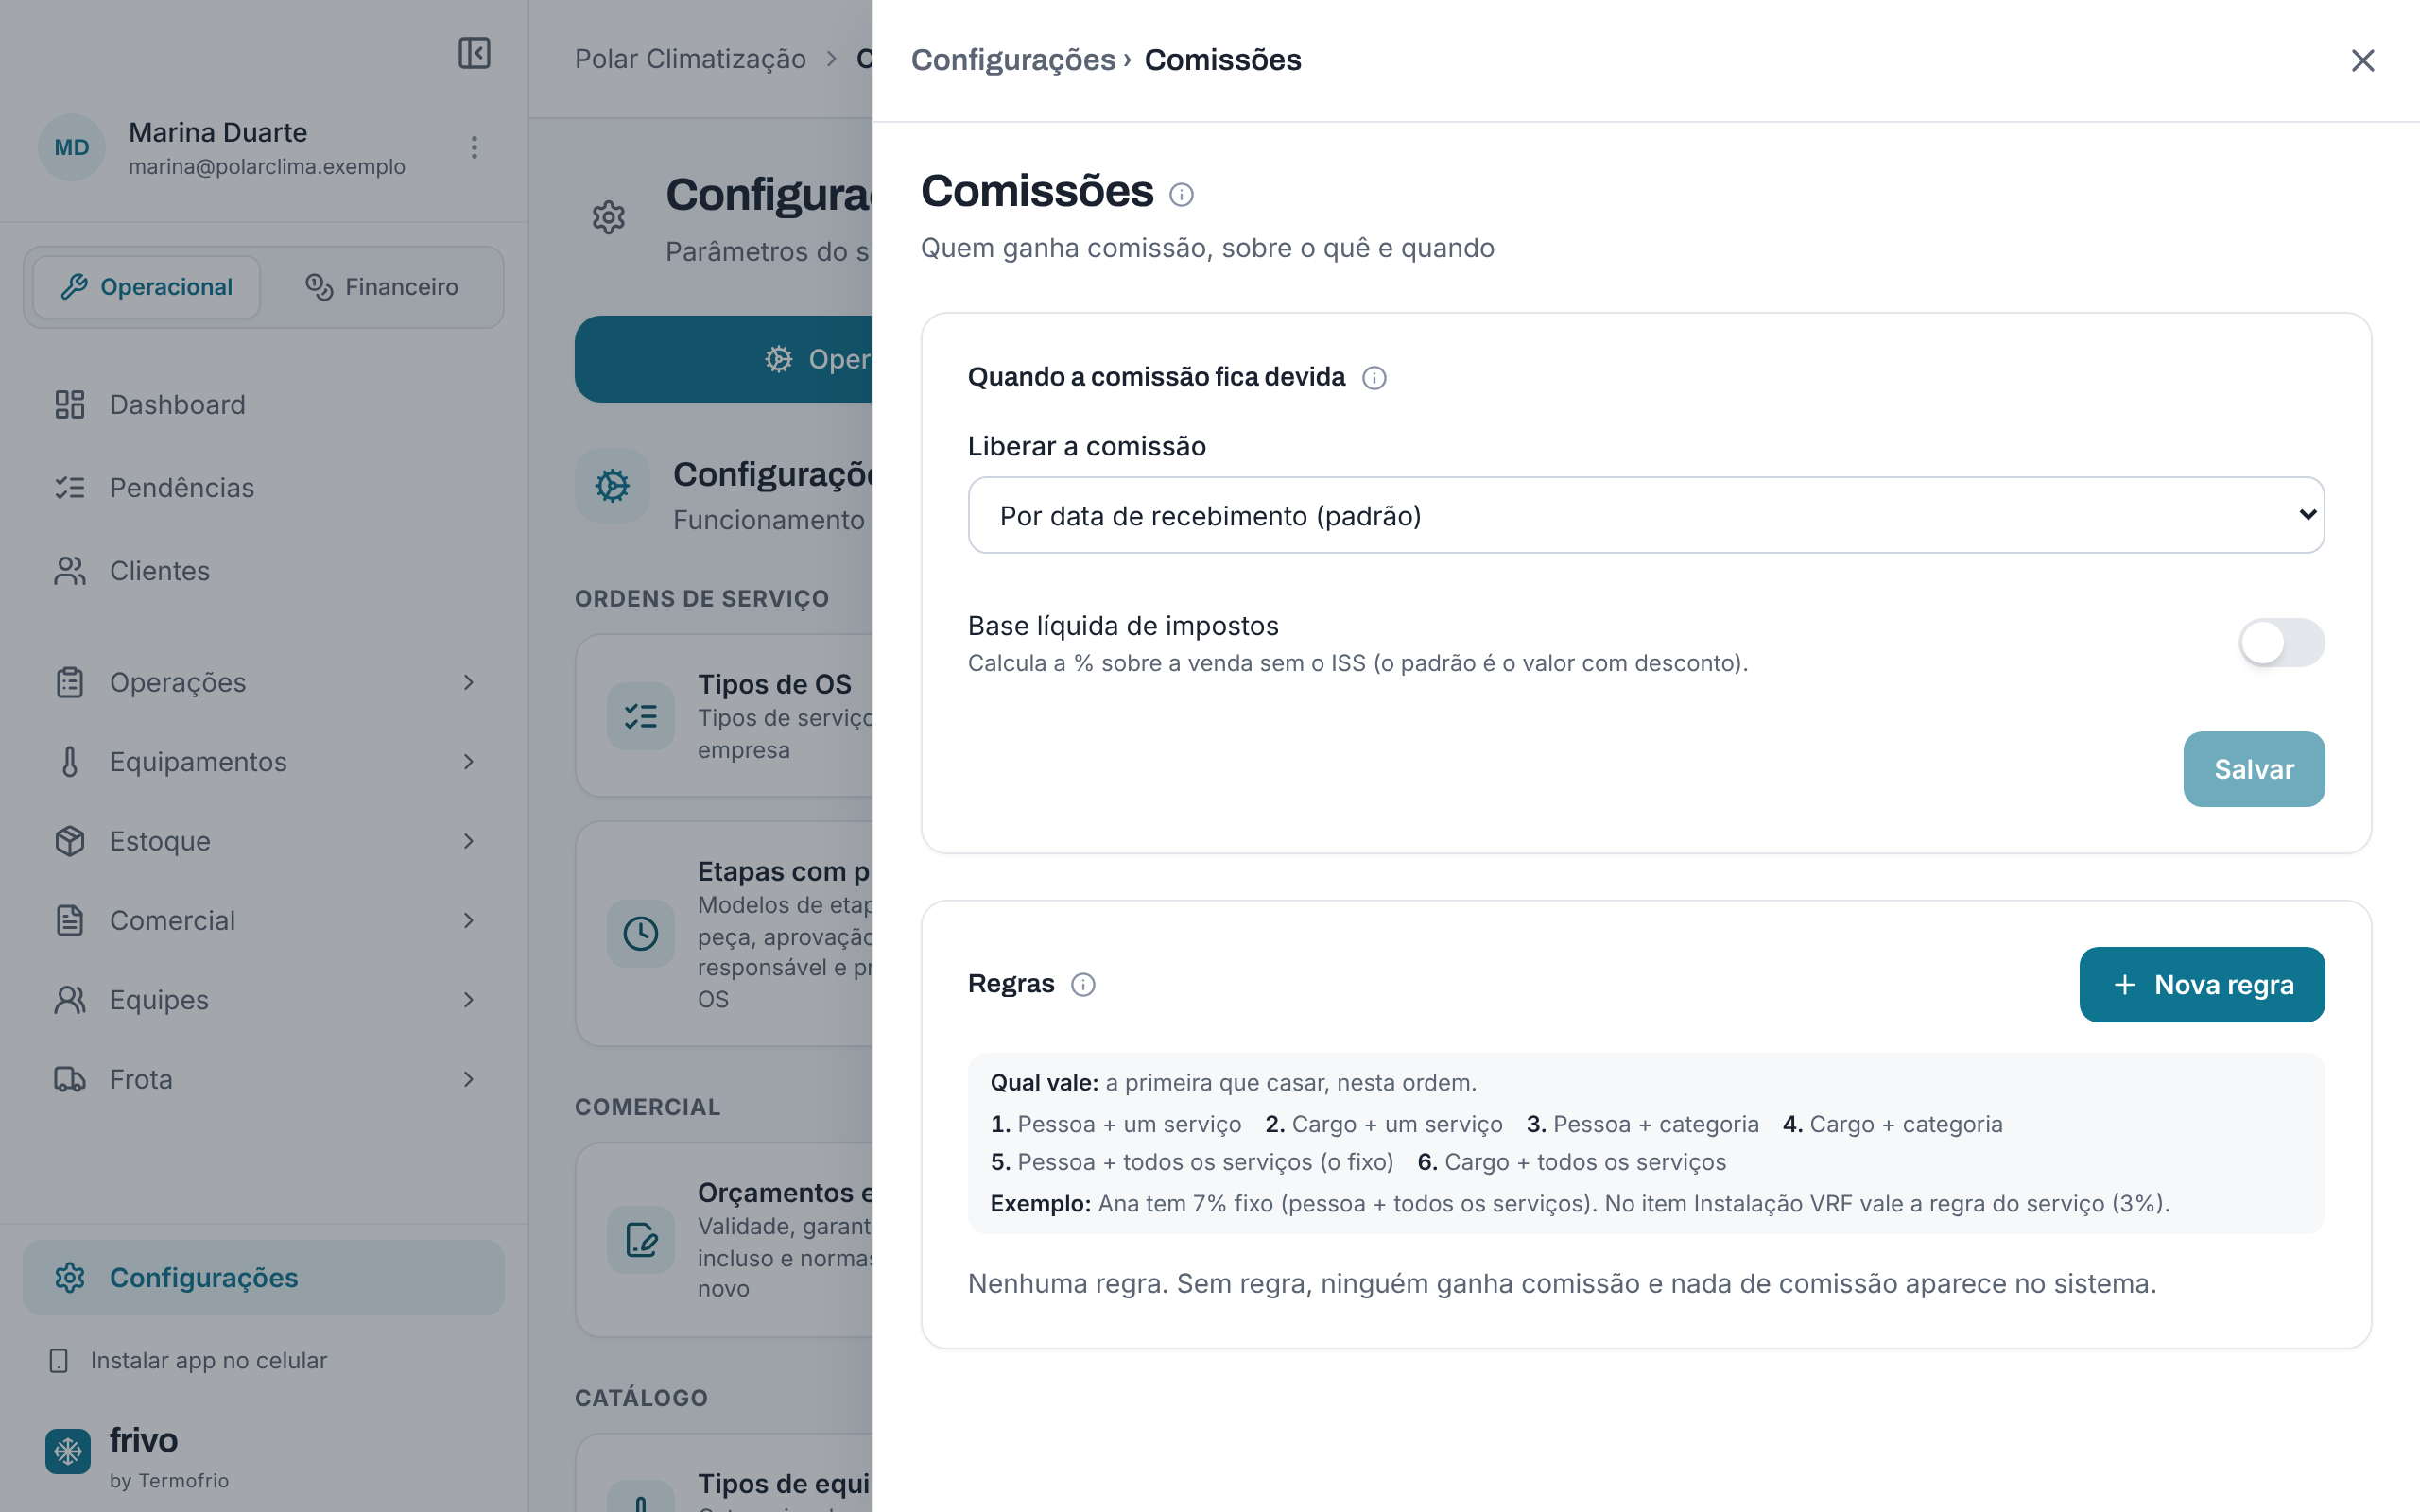 MD
Marina Duarte
marina@polarclima.exemplo
Operacional
Financeiro
Dashboard
Pendências
Clientes
Operações
Equipamentos
Estoque
Comercial
Equipes
Frota
Configurações
Instalar app no celular
frivo
by Termofrio
Polar Climatização
Configura
Parâmetros do s
Oper
Configuraçõ
Funcionamento
ORDENS DE SERVIÇO
Tipos de OS
Tipos de serviço
empresa
Etapas com p
Modelos de etap
peça, aprovação
responsável e pr
OS
COMERCIAL
Orçamentos e
Validade, garant
incluso e normas
novo
CATÁLOGO
Tipos de equi
Configurações › Comissões
Comissões
Quem ganha comissão, sobre o quê e quando
Quando a comissão fica devida
Liberar a comissão
Por data de recebimento (padrão)
Base líquida de impostos
Calcula a % sobre a venda sem o ISS (o padrão é o valor com desconto).
Salvar
Regras
+ Nova regra
Qual vale: a primeira que casar, nesta ordem.
1. Pessoa + um serviço 2. Cargo + um serviço 3. Pessoa + categoria 4. Cargo + categoria
5. Pessoa + todos os serviços (o fixo) 6. Cargo + todos os serviços
Exemplo: Ana tem 7% fixo (pessoa + todos os serviços). No item Instalação VRF vale a regra do serviço (3%).
Nenhuma regra. Sem regra, ninguém ganha comissão e nada de comissão aparece no sistema.